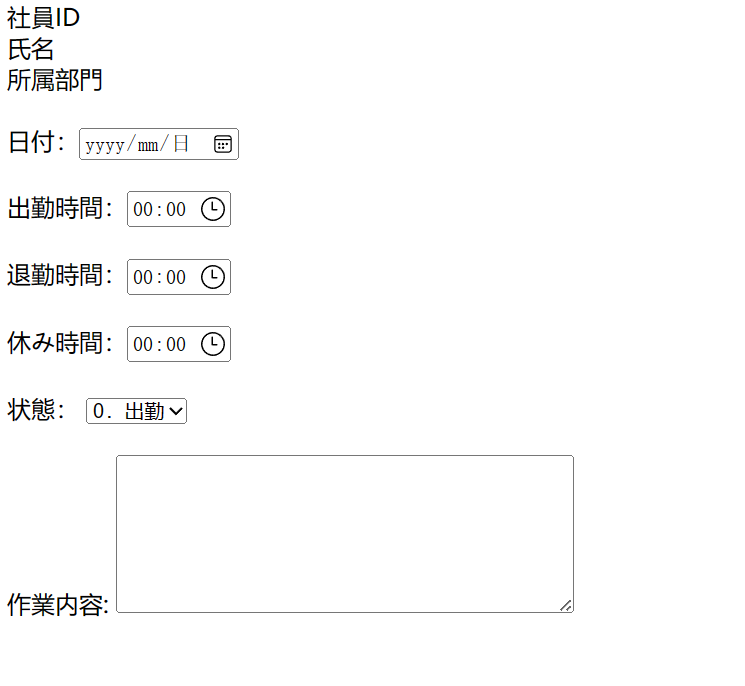 社員ID
氏名
所属部門
日付： yyyy/mm/日
出勤時間： 00:00
退勤時間： 00:00
休み時間： 00:00
状態： 0. 出勤
作業内容: